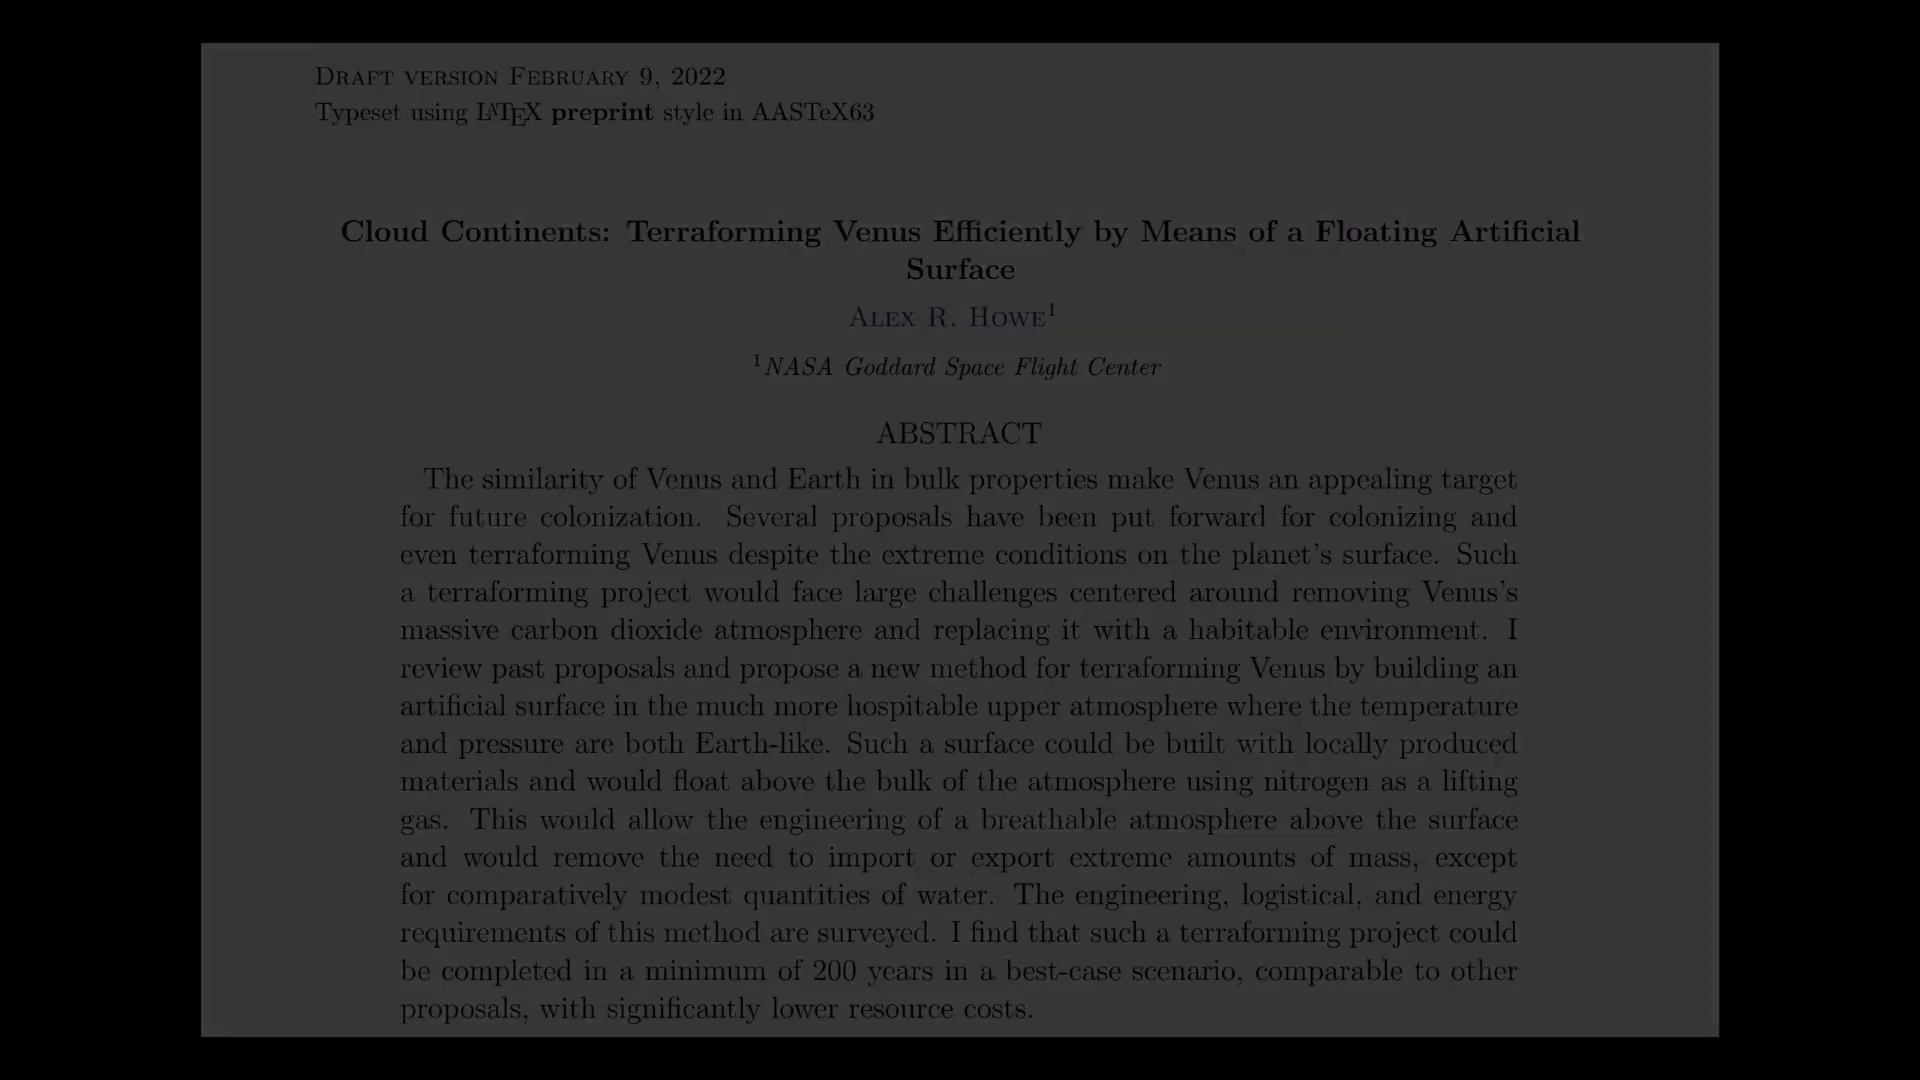 DRAFT VERSION FEBRUARY 9, 2022
Typeset using LATEX preprint style in AASTeX63
Cloud Continents: Terraforming Venus Efficiently by Means of a Floating Artificial
Surface
ALEX R. HOWE¹
¹NASA Goddard Space Flight Center
ABSTRACT
The similarity of Venus and Earth in bulk properties make Venus an appealing target
for future colonization. Several proposals have been put forward for colonizing and
even terraforming Venus despite the extreme conditions on the planet's surface. Such
a terraforming project would face large challenges centered around removing Venus's
massive carbon dioxide atmosphere and replacing it with a habitable environment. I
review past proposals and propose a new method for terraforming Venus by building an
artificial surface in the much more hospitable upper atmosphere where the temperature
and pressure are both Earth-like. Such a surface could be built with locally produced
materials and would float above the bulk of the atmosphere using nitrogen as a lifting
gas. This would allow the engineering of a breathable atmosphere above the surface
and would remove the need to import or export extreme amounts of mass, except
for comparatively modest quantities of water. The engineering, logistical, and energy
requirements of this method are surveyed. I find that such a terraforming project could
be completed in a minimum of 200 years in a best-case scenario, comparable to other
proposals, with significantly lower resource costs.